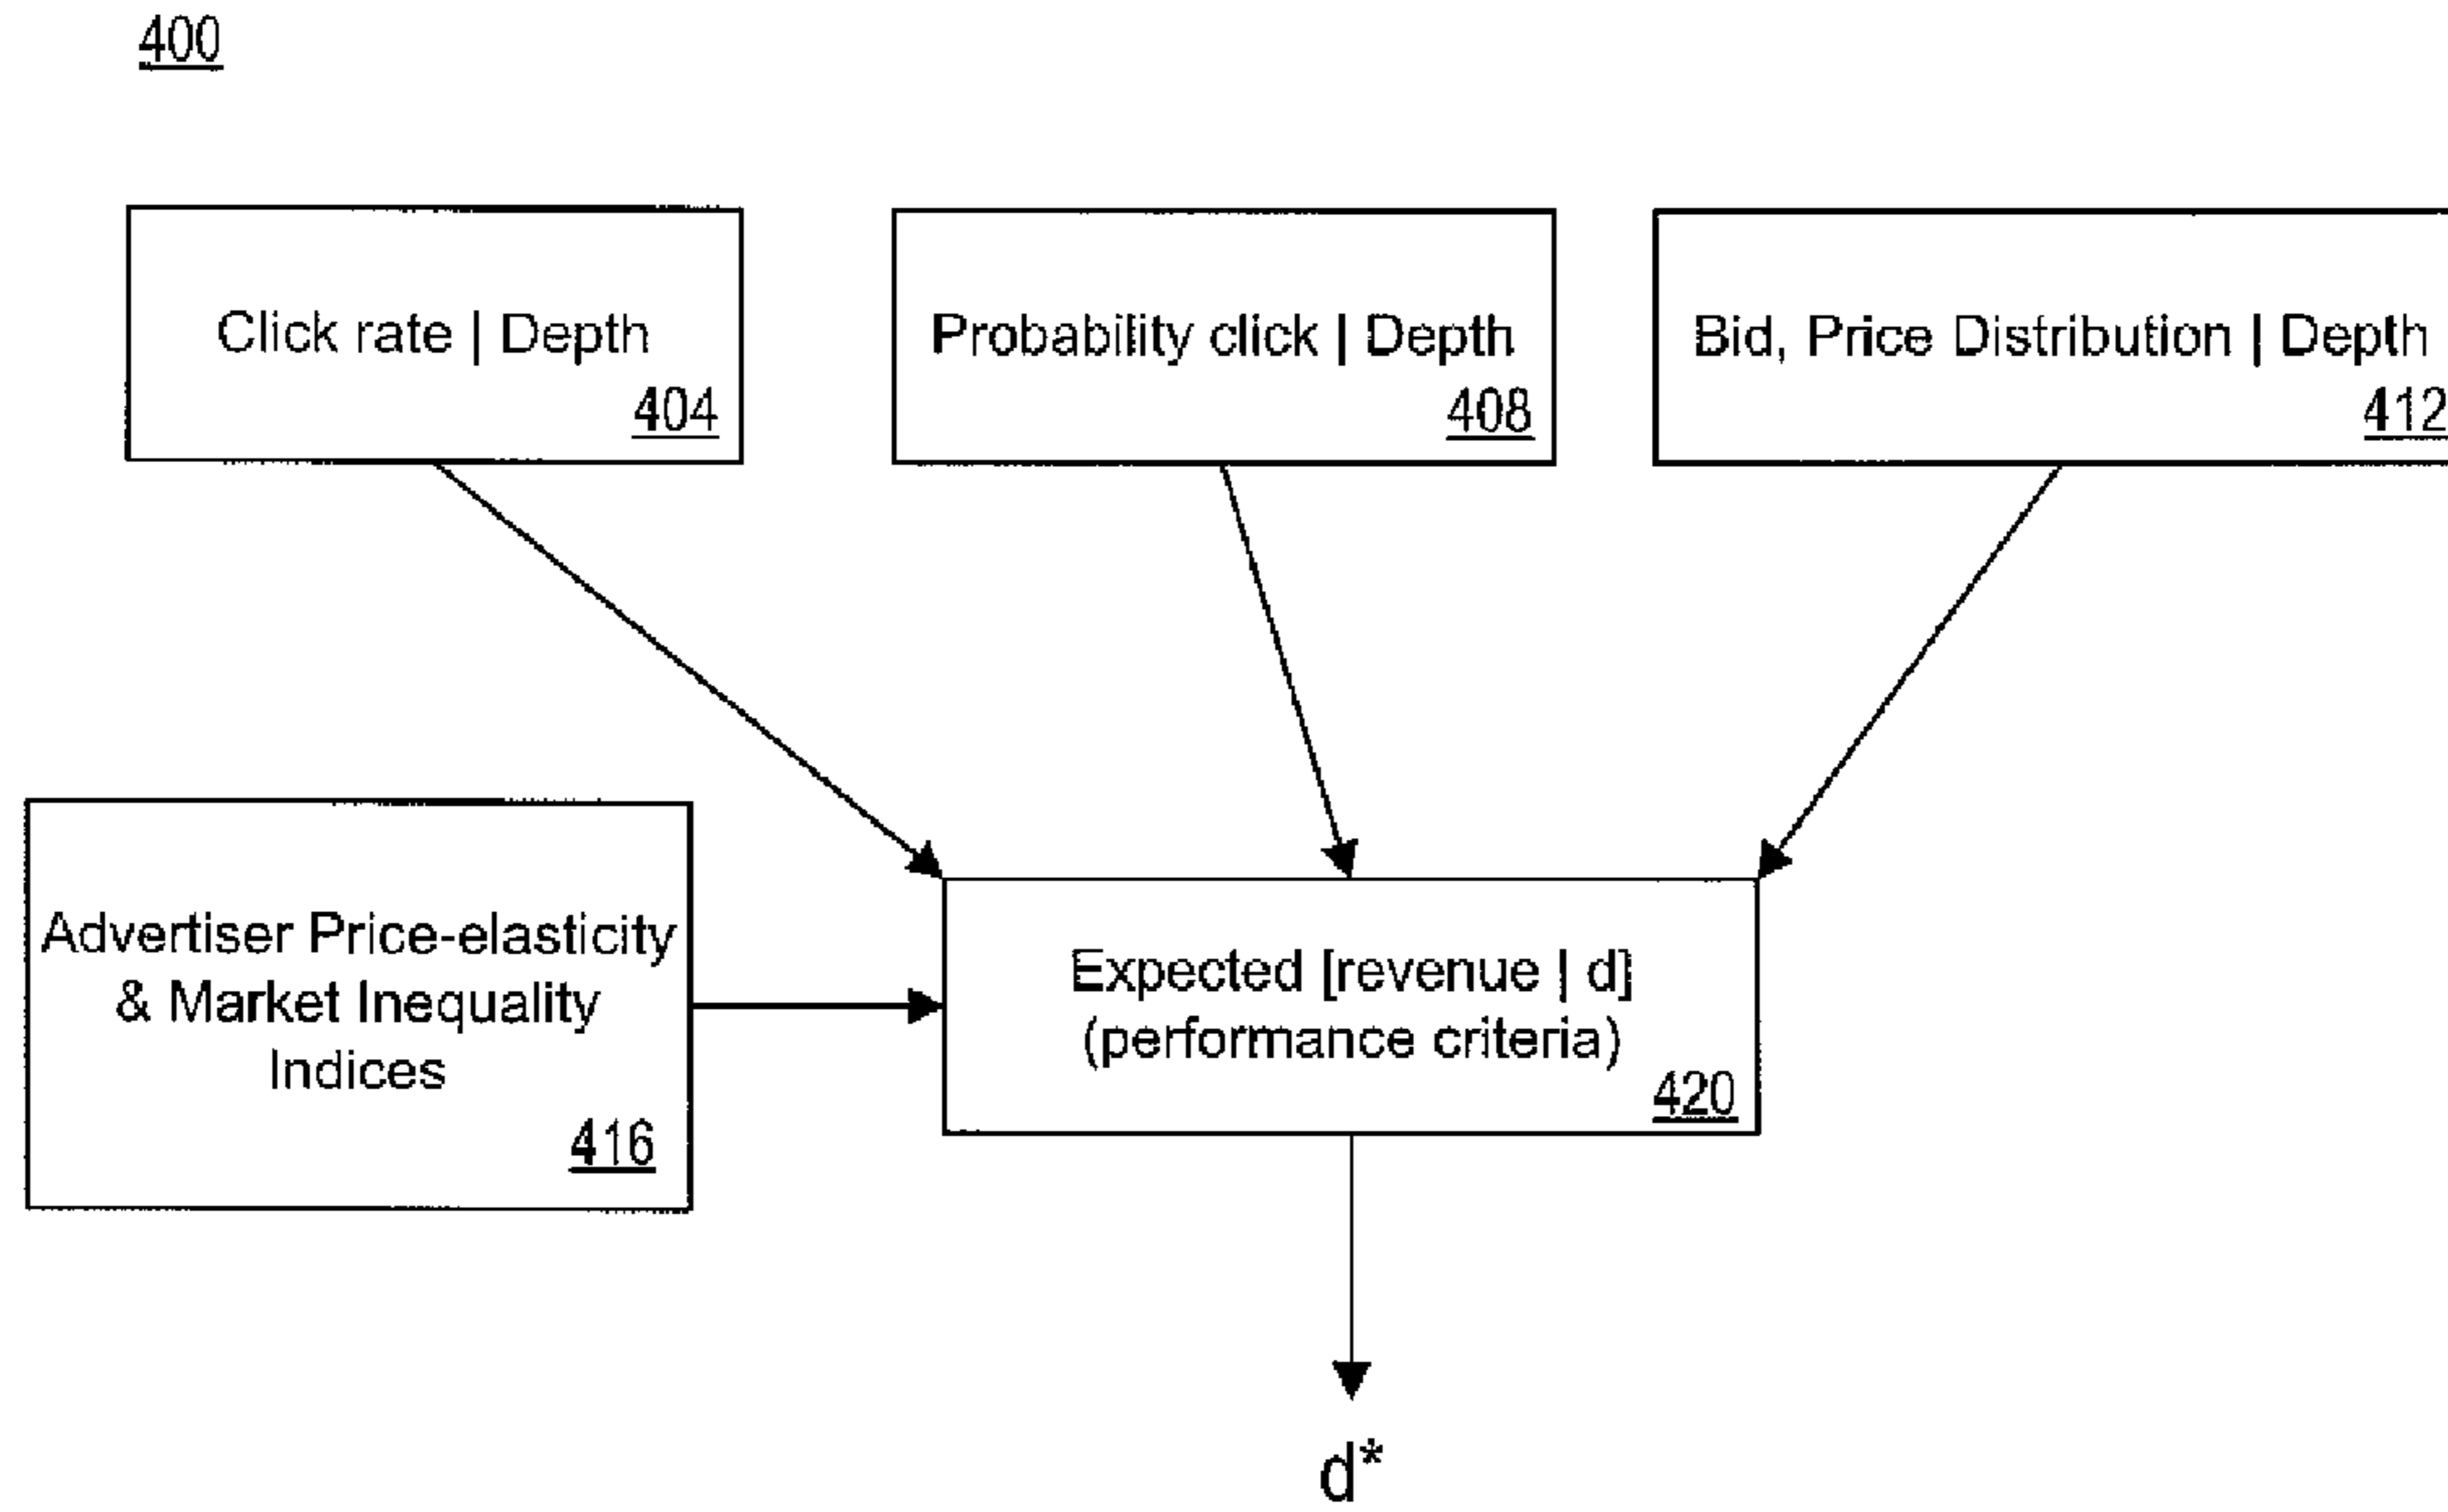 400
Click rate | Depth
404
Probability click | Depth
408
Bid, Price Distribution | Depth
412
Advertiser Price-elasticity
& Market Inequality
Indices
416
Expected [revenue | d]
(performance criteria)
420
d*